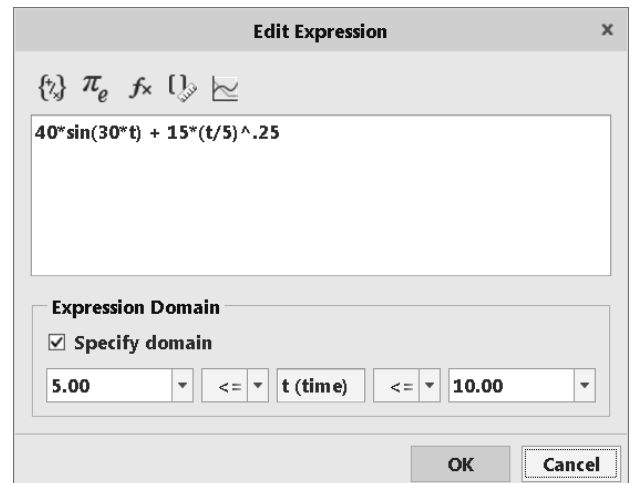 Edit Expression ×
{⁺∕ₓ} πe f× [ ]
40*sin(30*t) + 15*(t/5)^.25
Expression Domain
Specify domain
5.00 <= t (time) <= 10.00
OK Cancel